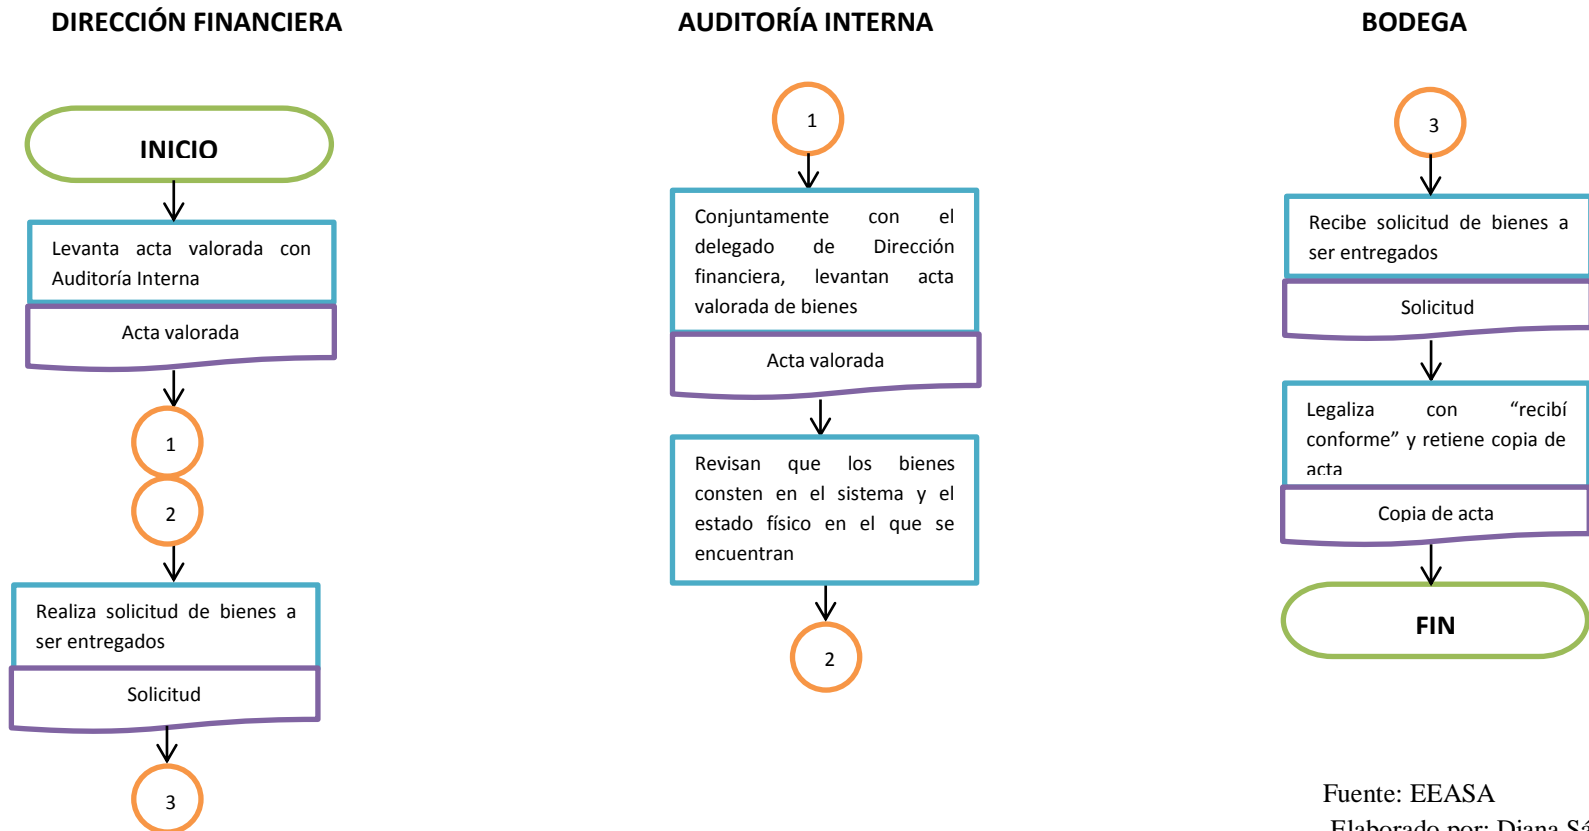 DIRECCIÓN FINANCIERA
INICIO
Levanta acta valorada con
Auditoría Interna
Acta valorada
1
2
Realiza solicitud de bienes a
ser entregados
Solicitud
3
AUDITORÍA INTERNA
1
Conjuntamente con el
delegado de Dirección
financiera, levantan acta
valorada de bienes
Acta valorada
Revisan que los bienes
consten en el sistema y el
estado físico en el que se
encuentran
2
BODEGA
3
Recibe solicitud de bienes a
ser entregados
Solicitud
Legaliza con “recibí
conforme” y retiene copia de
acta
Copia de acta
FIN
Fuente: EEASA
Elaborado por: Diana